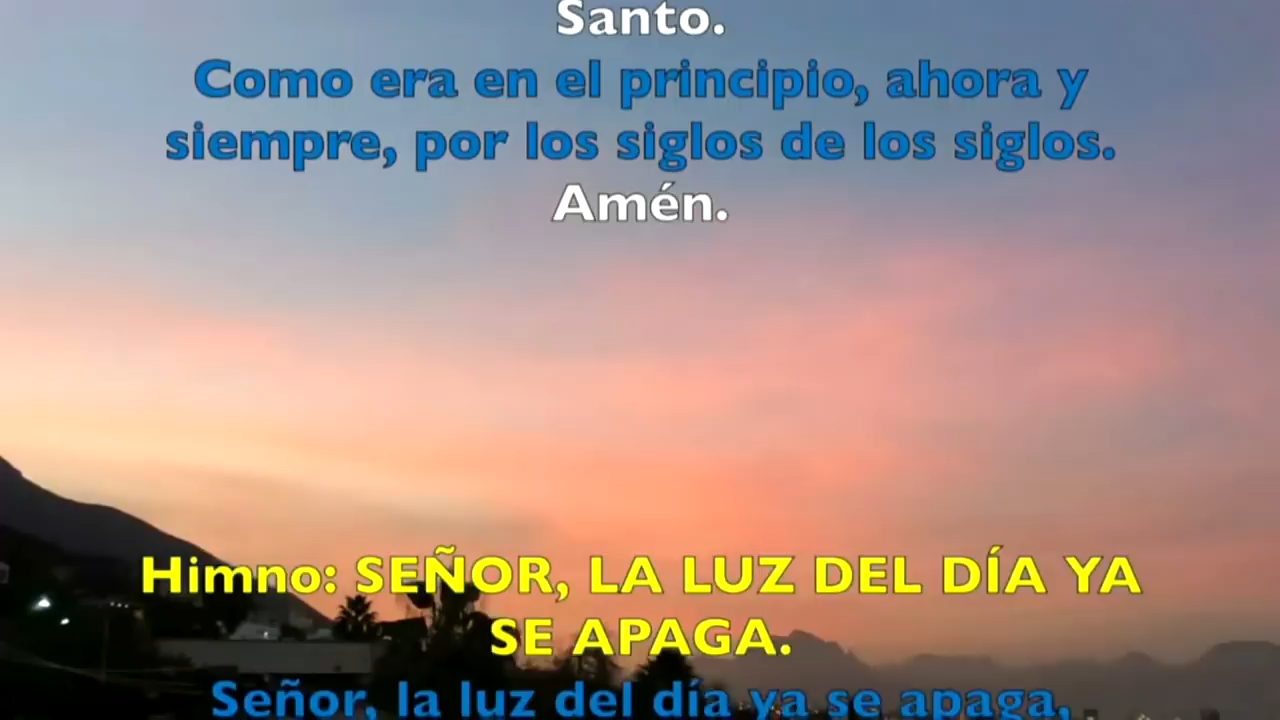 Santo.
Como era en el principio, ahora y
siempre, por los siglos de los siglos.
Amén.
Himno: SEÑOR, LA LUZ DEL DÍA YA
SE APAGA.
Señor, la luz del día ya se apaga,